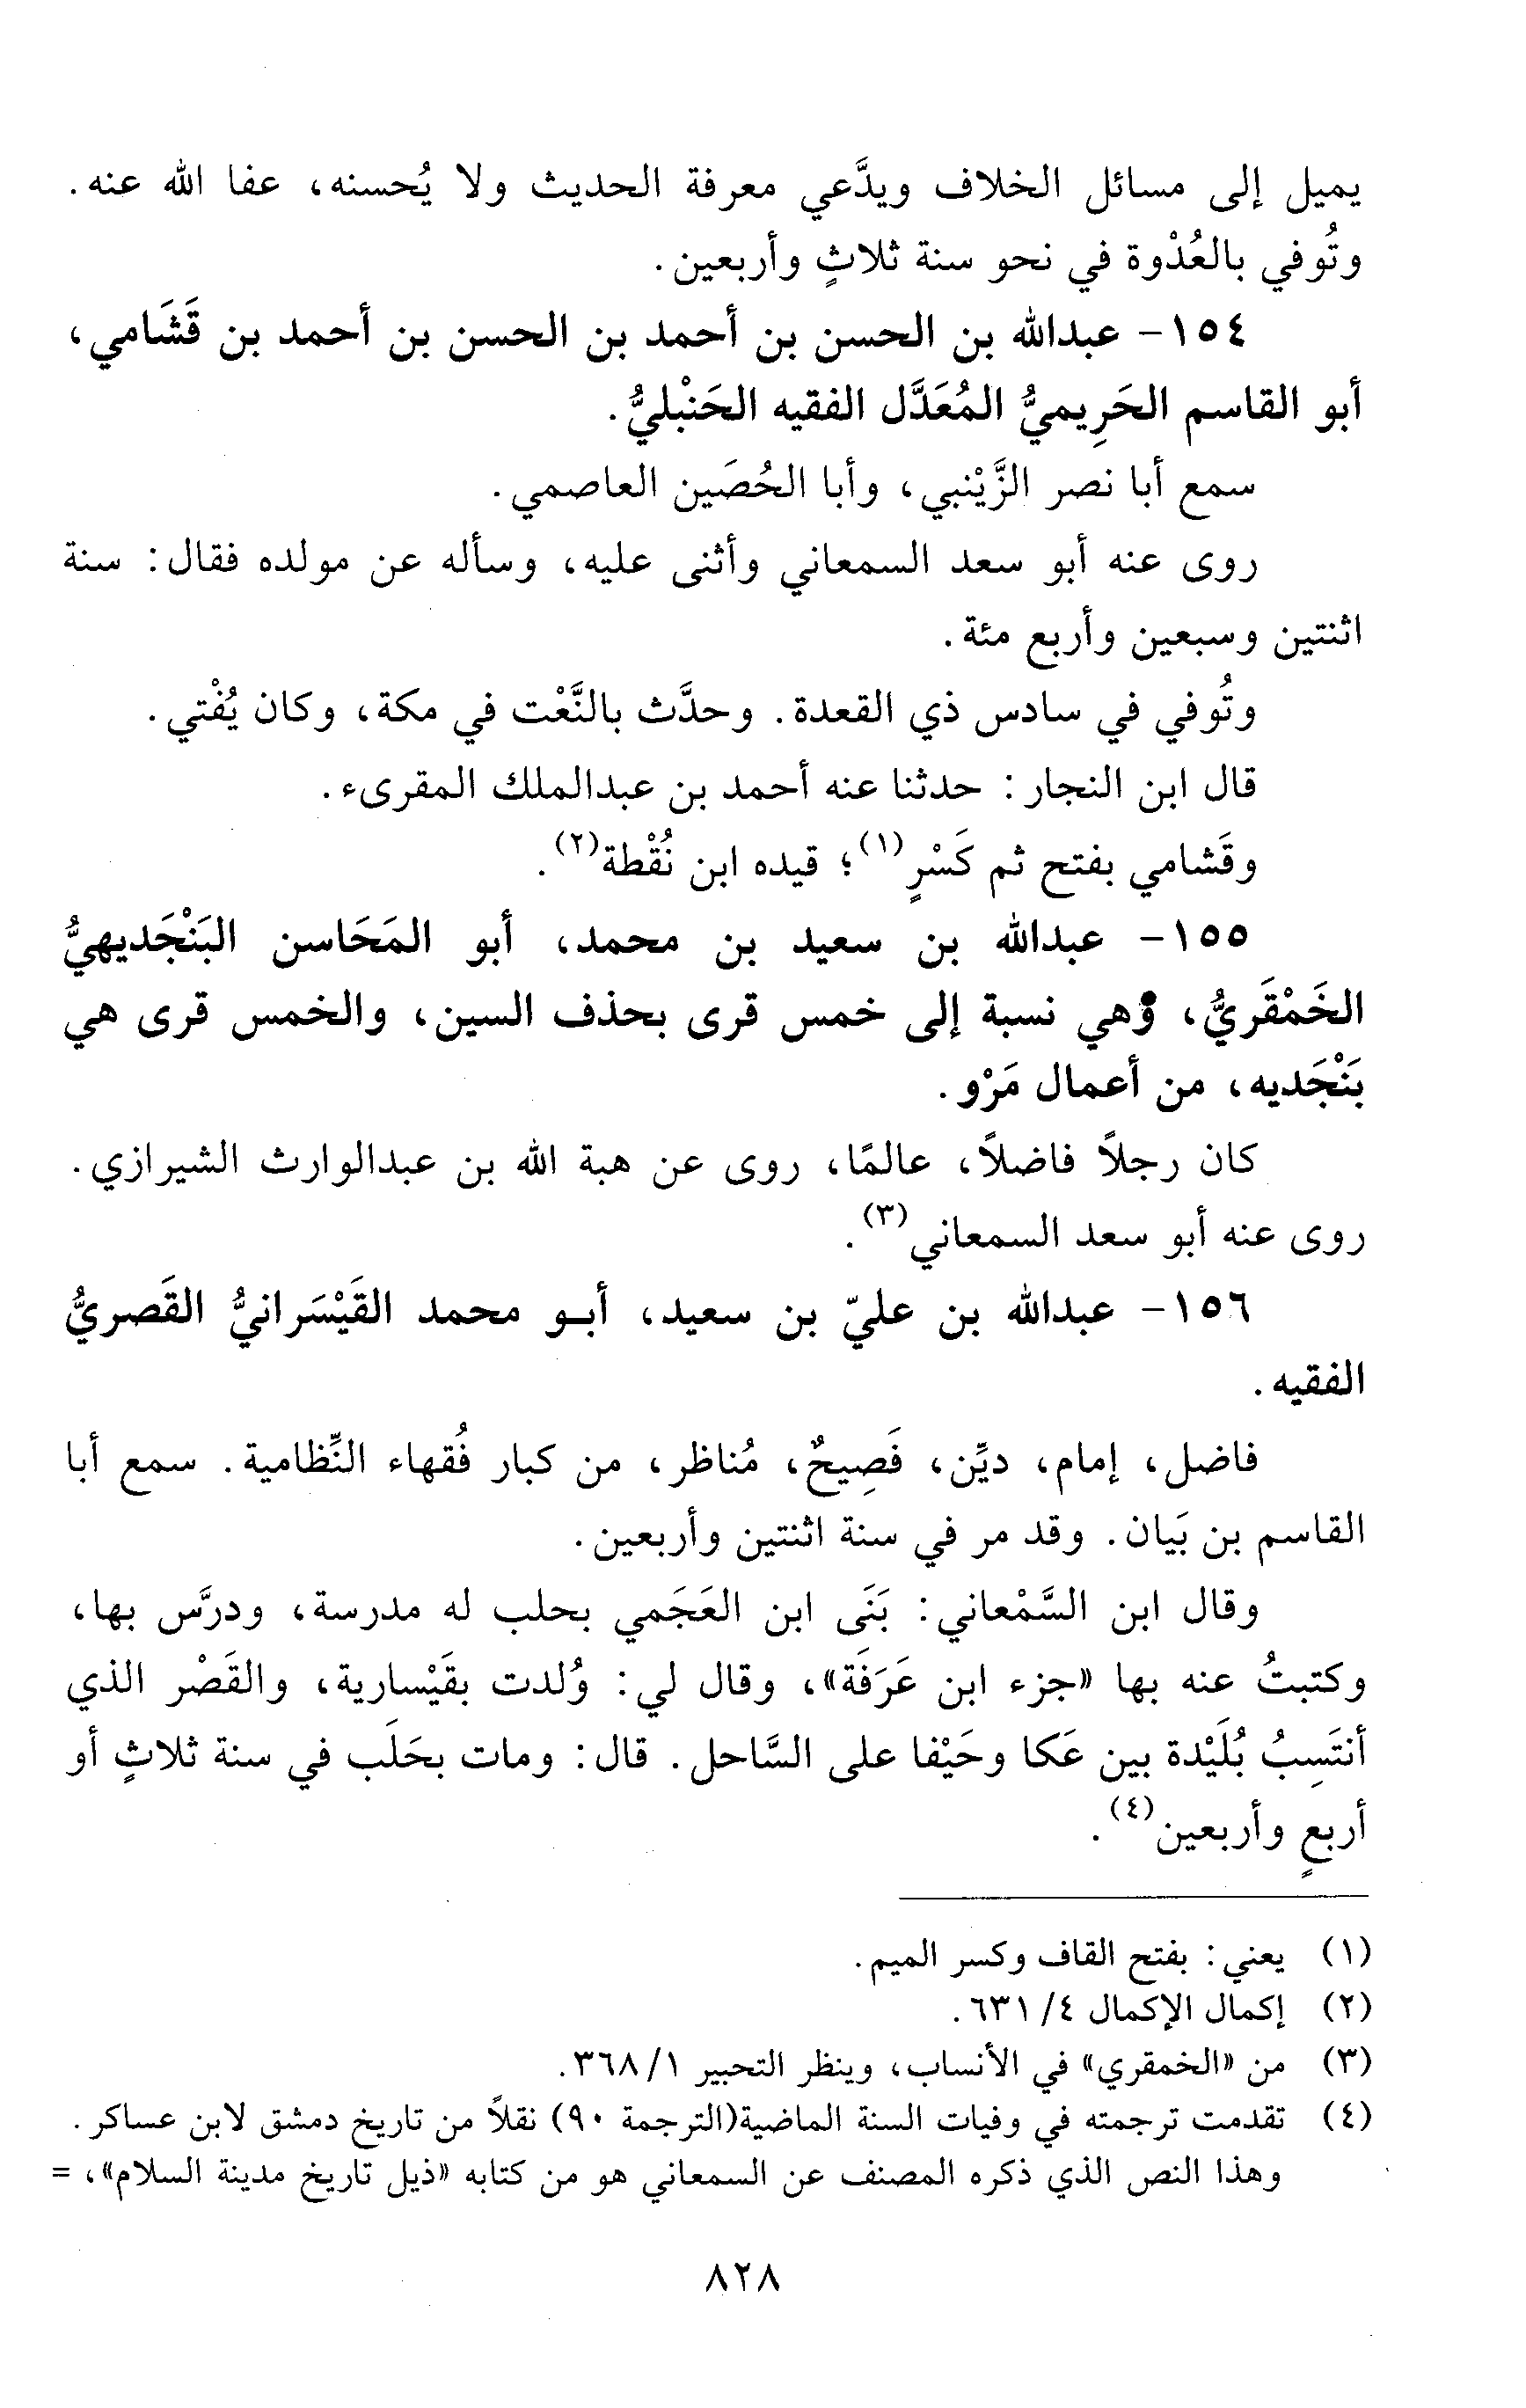 يميل إلى مسائل الخلاف ويدَّعي معرفة الحديث ولا يُحسنه، عفا الله عنه.
وتُوفي بالعُدْوة في نحو سنة ثلاثٍ وأربعين.
١٥٤- عبدالله بن الحسن بن أحمد بن الحسن بن أحمد بن قَشَامي،
أبو القاسم الحَرِيميُّ المُعَدَّل الفقيه الحَنْبليُّ.
سمع أبا نصر الزَّيْنبي، وأبا الحُصَين العاصمي.
روى عنه أبو سعد السمعاني وأثنى عليه، وسأله عن مولده فقال: سنة
اثنتين وسبعين وأربع مئة.
وتُوفي في سادس ذي القعدة. وحدَّث بالنَّعْت في مكة، وكان يُفْتي.
قال ابن النجار: حدثنا عنه أحمد بن عبدالملك المقرىء.
وقَشامي بفتح ثم كَسْرٍ(١)؛ قيده ابن نُقْطة(٢).
١٥٥- عبدالله بن سعيد بن محمد، أبو المَحَاسن البَنْجَديهيُّ
الخَمْقَريُّ، وهي نسبة إلى خمس قرى بحذف السين، والخمس قرى هي
بَنْجَديه، من أعمال مَرْو.
كان رجلاً فاضلاً، عالمًا، روى عن هبة الله بن عبدالوارث الشيرازي.
روى عنه أبو سعد السمعاني(٣).
١٥٦- عبدالله بن عليّ بن سعيد، أبو محمد القَيْسَرانيُّ القَصريُّ
الفقيه.
فاضل، إمام، ديِّن، فَصِيحٌ، مُناظر، من كبار فُقهاء النِّظامية. سمع أبا
القاسم بن بَيان. وقد مر في سنة اثنتين وأربعين.
وقال ابن السَّمْعاني: بَنَى ابن العَجَمي بحلب له مدرسة، ودرَّس بها،
وكتبتُ عنه بها «جزء ابن عَرَفَة»، وقال لي: وُلدت بقَيْسارية، والقَصْر الذي
أنتَسِبُ بُلَيْدة بين عَكا وحَيْفا على السَّاحل. قال: ومات بحَلَب في سنة ثلاثٍ أو
أربعٍ وأربعين(٤).
(١) يعني: بفتح القاف وكسر الميم.
(٢) إكمال الإكمال ٤/ ٦٣١.
(٣) من «الخمقري» في الأنساب، وينظر التحبير ١/ ٣٦٨.
(٤) تقدمت ترجمته في وفيات السنة الماضية(الترجمة ٩٠) نقلاً من تاريخ دمشق لابن عساكر.
وهذا النص الذي ذكره المصنف عن السمعاني هو من كتابه «ذيل تاريخ مدينة السلام»، =
٨٢٨